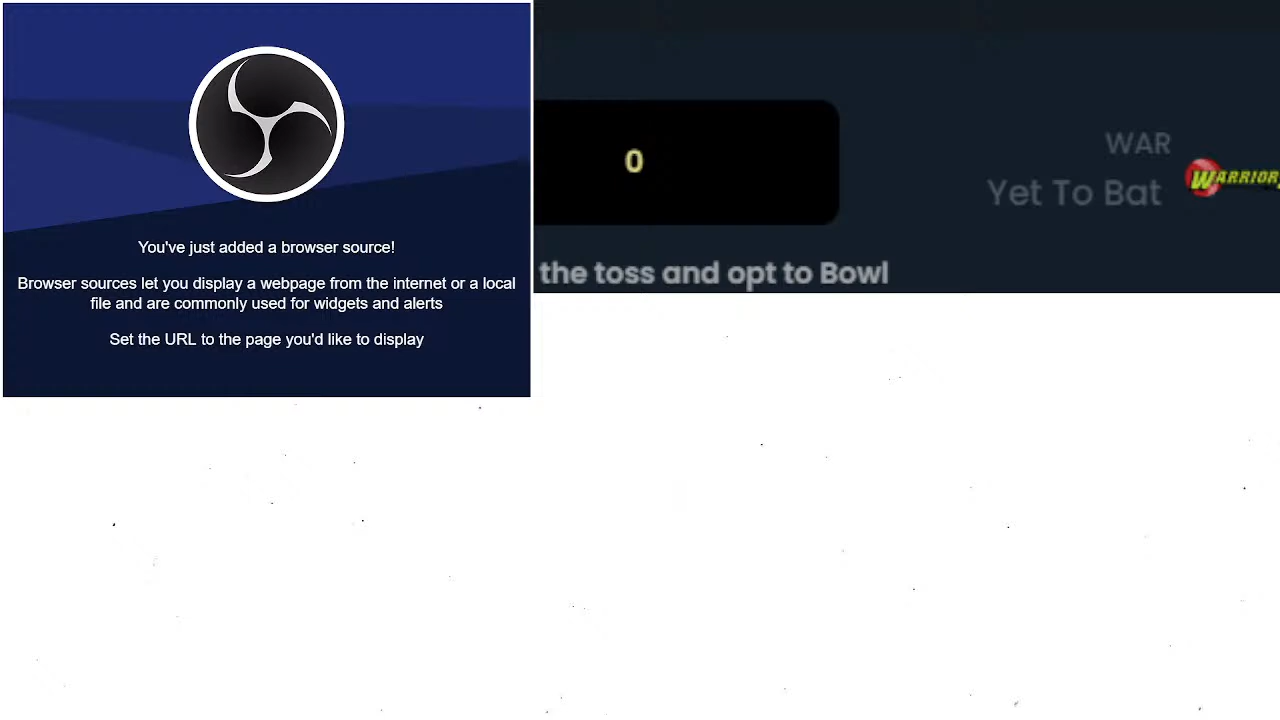 You've just added a browser source!
Browser sources let you display a webpage from the internet or a local
file and are commonly used for widgets and alerts
Set the URL to the page you'd like to display
0
WAR
Yet To Bat
WARRIOR
the toss and opt to Bowl